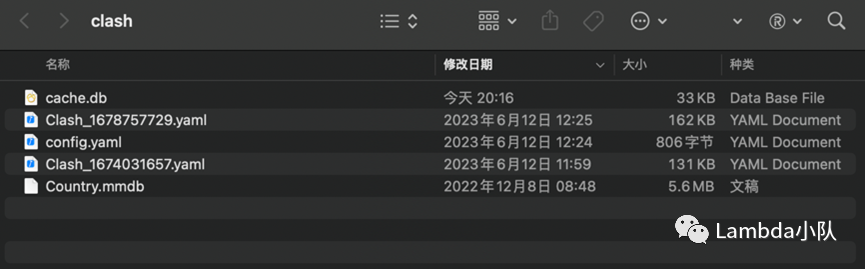 clash
名称 修改日期 大小 种类
cache.db 今天 20:16 33 KB Data Base File
Clash_1678757729.yaml 2023年6月12日 12:25 162 KB YAML Document
config.yaml 2023年6月12日 12:24 806字节 YAML Document
Clash_1674031657.yaml 2023年6月12日 11:59 131 KB YAML Document
Country.mmdb 2022年12月8日 08:48 5.6 MB 文稿
Lambda小队